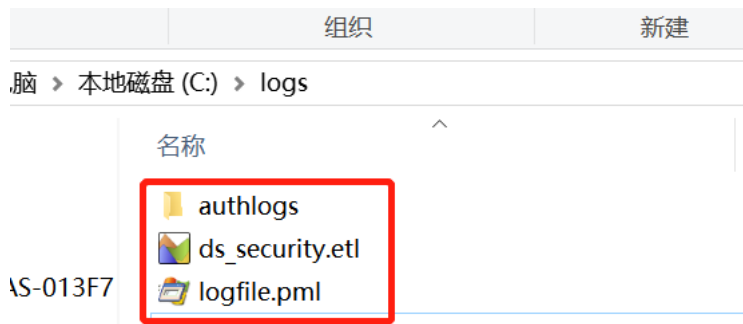 组织 新建
脑 > 本地磁盘 (C:) > logs
名称
authlogs
ds_security.etl
AS-013F7 logfile.pml